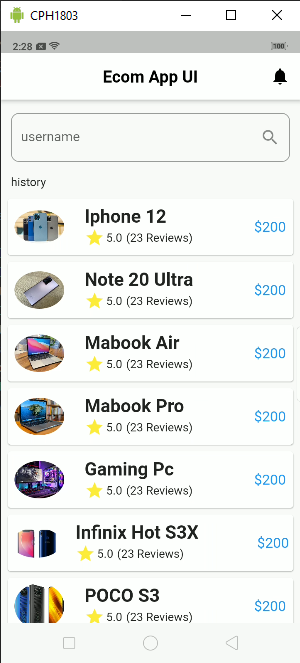 CPH1803
2:28
100
Ecom App UI
username
history
Iphone 12
5.0 (23 Reviews)
$200
Note 20 Ultra
5.0 (23 Reviews)
$200
Mabook Air
5.0 (23 Reviews)
$200
Mabook Pro
5.0 (23 Reviews)
$200
Gaming Pc
5.0 (23 Reviews)
$200
Infinix Hot S3X
5.0 (23 Reviews)
$200
POCO S3
5.0 (23 Reviews)
$200